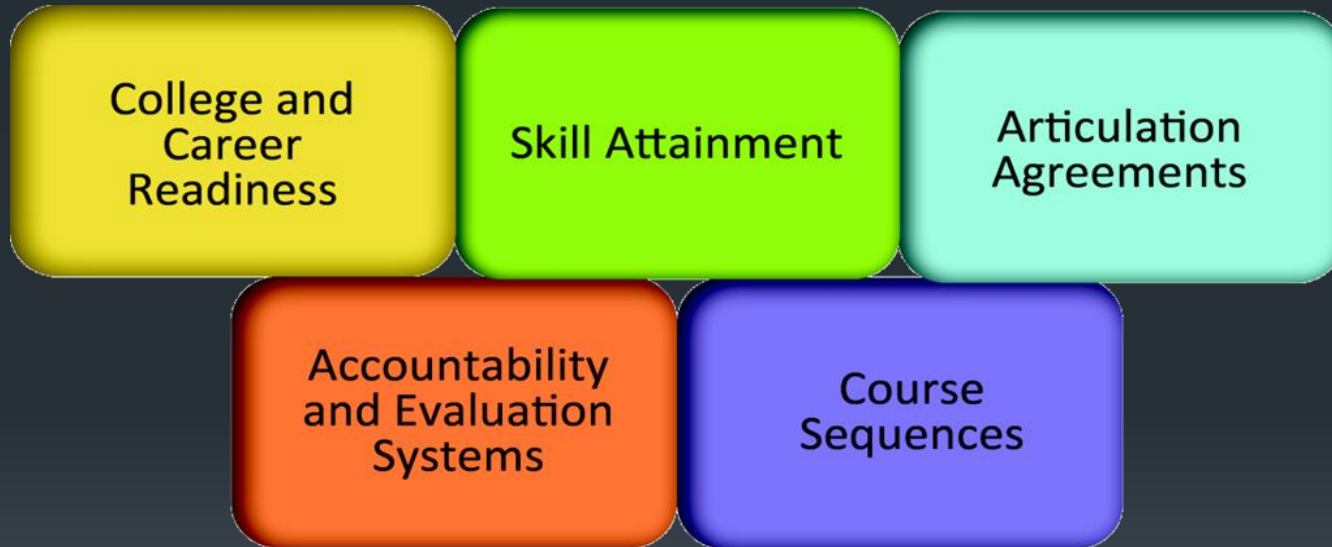 College and
Career
Readiness
Skill Attainment
Articulation
Agreements
Accountability
and Evaluation
Systems
Course
Sequences